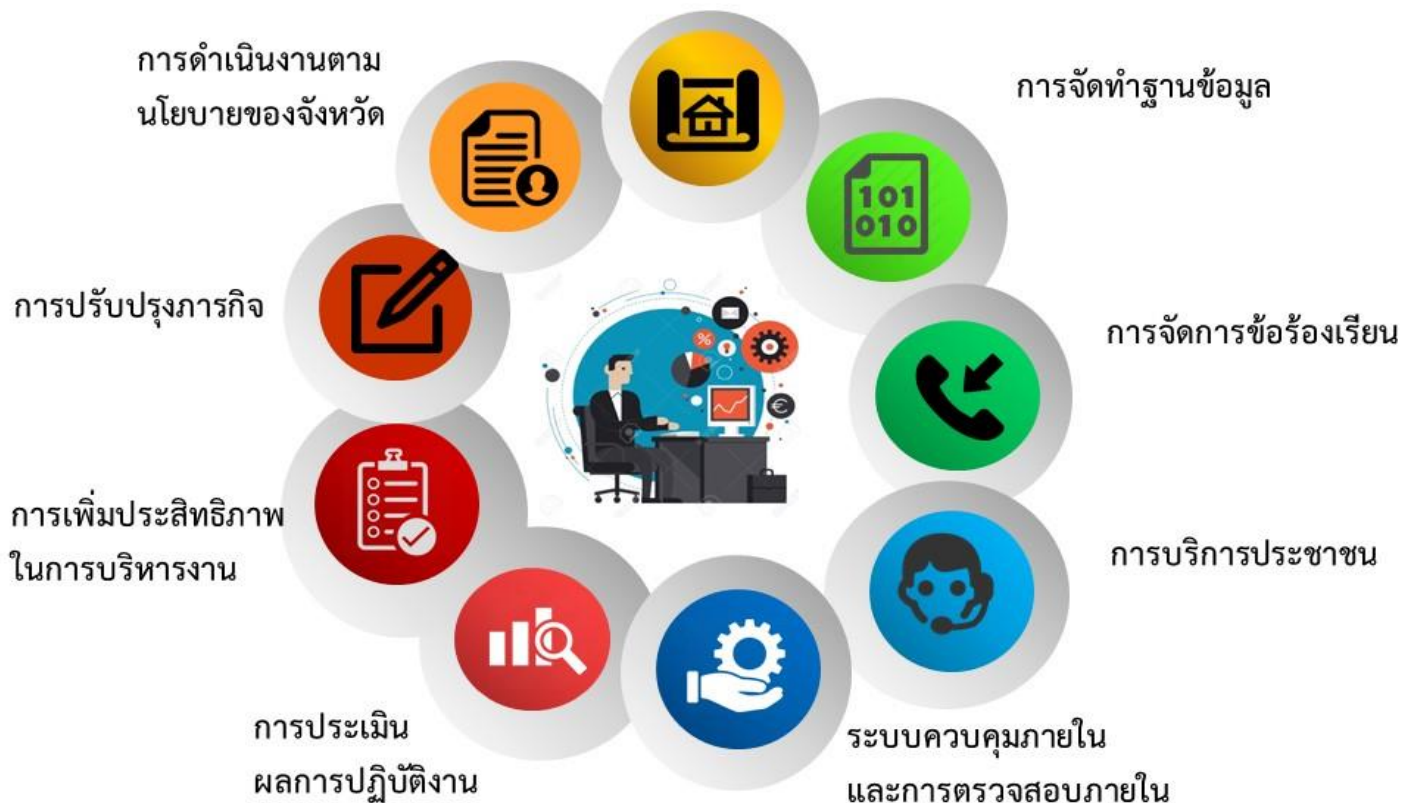 การดำเนินงานตาม
นโยบายของจังหวัด
การจัดทำฐานข้อมูล
101
010
การปรับปรุงภารกิจ
การจัดการข้อร้องเรียน
%
€
การเพิ่มประสิทธิภาพ
ในการบริหารงาน
การบริการประชาชน
การประเมิน
ผลการปฏิบัติงาน
ระบบควบคุมภายใน
และการตรวจสอบภายใน